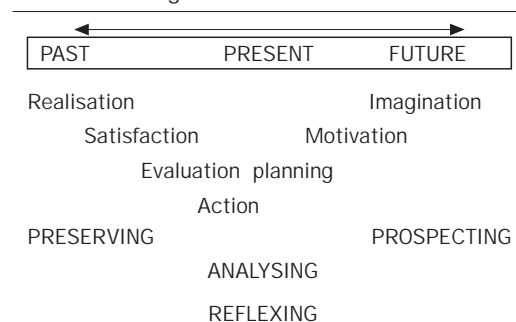 PAST PRESENT FUTURE
Realisation Imagination
Satisfaction Motivation
Evaluation planning
Action
PRESERVING PROSPECTING
ANALYSING
REFLEXING